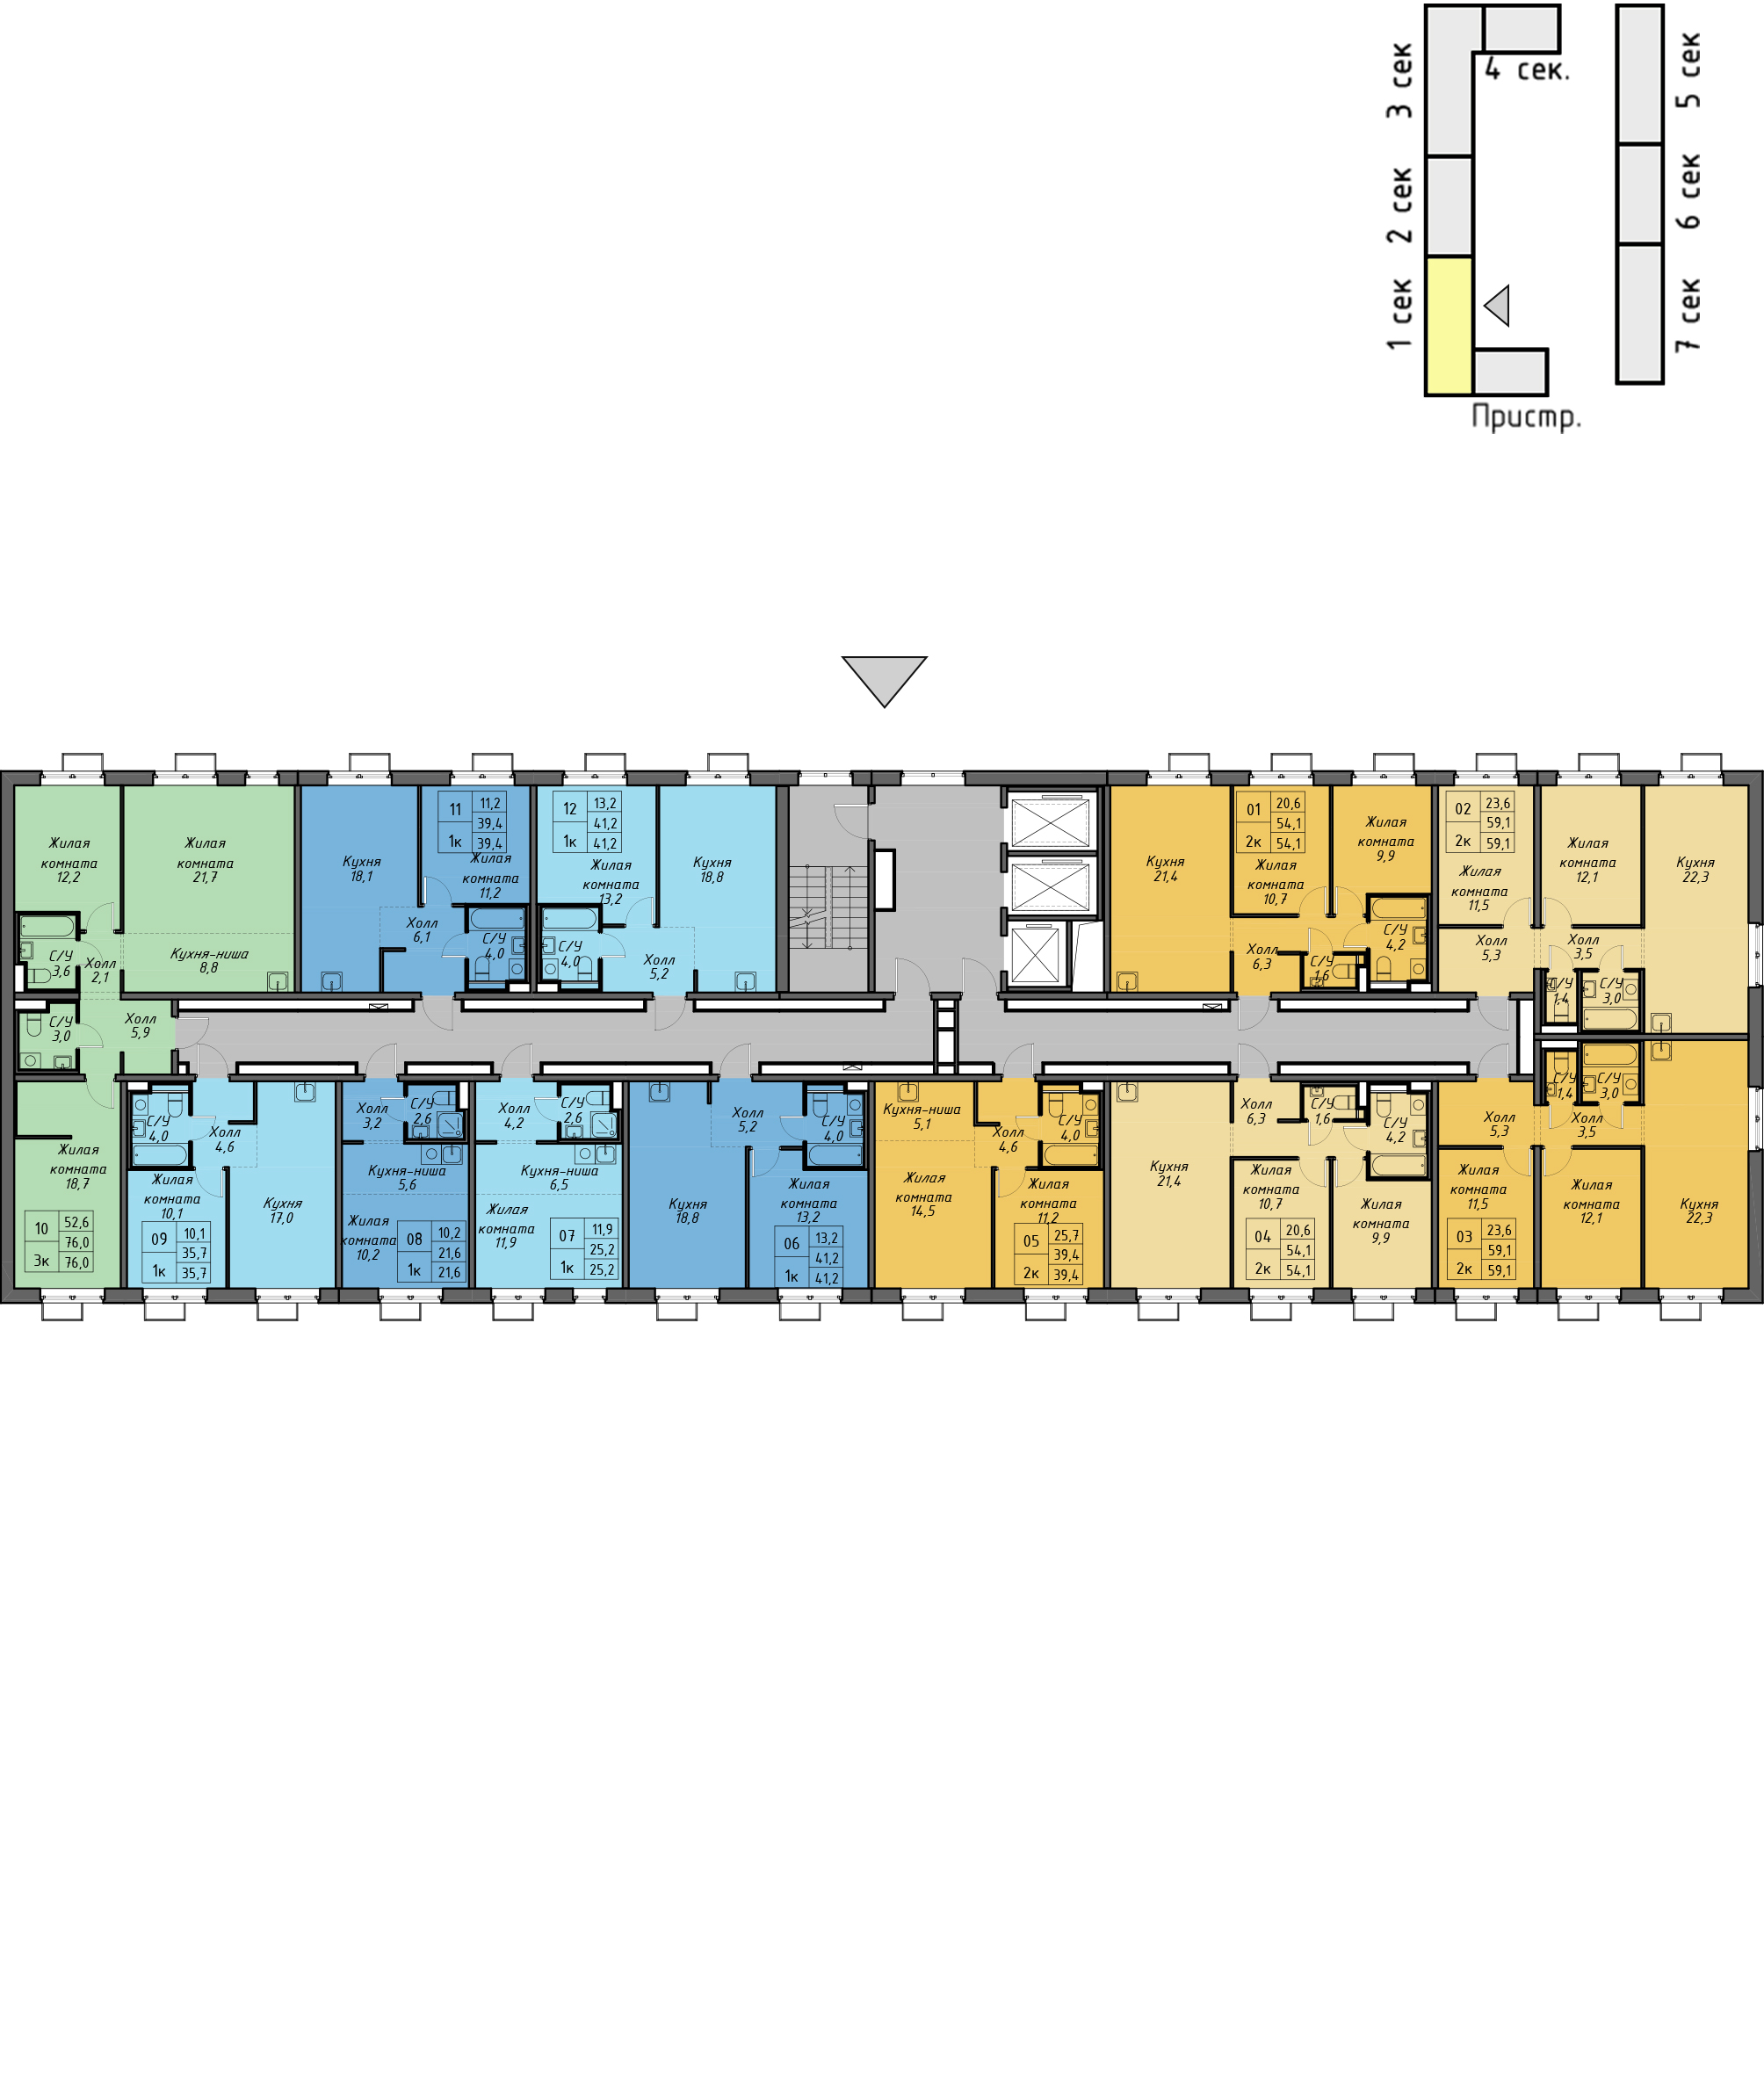 3 сек
4 сек.
5 сек
2 сек
6 сек
1 сек
7 сек
Пристр.
Жилая
комната
12,2
Жилая
комната
21,7
Кухня-ниша
8,8
С/У
3,6
Холл
2,1
С/У
3,0
Холл
5,9
Жилая
комната
18,7
10
3к
52,6
76,0
76,0
Кухня
18,1
11
1к
11,2
39,4
39,4
Жилая
комната
11,2
Холл
6,1
С/У
4,0
12
1к
13,2
41,2
41,2
Жилая
комната
13,2
Кухня
18,8
С/У
4,0
Холл
5,2
Кухня
21,4
01
2к
20,6
54,1
54,1
Жилая
комната
10,7
Жилая
комната
9,9
Холл
6,3
С/У
1,6
С/У
4,2
02
2к
23,6
59,1
59,1
Жилая
комната
11,5
Жилая
комната
12,1
Кухня
22,3
Холл
5,3
Холл
3,5
С/У
1,4
С/У
3,0
С/У
4,0
Холл
4,6
Жилая
комната
10,1
09
1к
10,1
35,7
35,7
Кухня
17,0
Холл
3,2
С/У
2,6
Кухня-ниша
5,6
Жилая
комната
10,2
08
1к
10,2
21,6
21,6
Холл
4,2
С/У
2,6
Кухня-ниша
6,5
Жилая
комната
11,9
07
1к
11,9
25,2
25,2
Холл
5,2
С/У
4,0
Кухня
18,8
Жилая
комната
13,2
06
1к
13,2
41,2
41,2
Кухня-ниша
5,1
Холл
4,6
С/У
4,0
Жилая
комната
14,5
Жилая
комната
11,2
05
2к
25,7
39,4
39,4
Холл
6,3
С/У
1,6
С/У
4,2
Кухня
21,4
Жилая
комната
10,7
Жилая
комната
9,9
04
2к
20,6
54,1
54,1
Холл
5,3
С/У
1,4
С/У
3,0
Холл
3,5
Жилая
комната
11,5
Жилая
комната
12,1
Кухня
22,3
03
2к
23,6
59,1
59,1